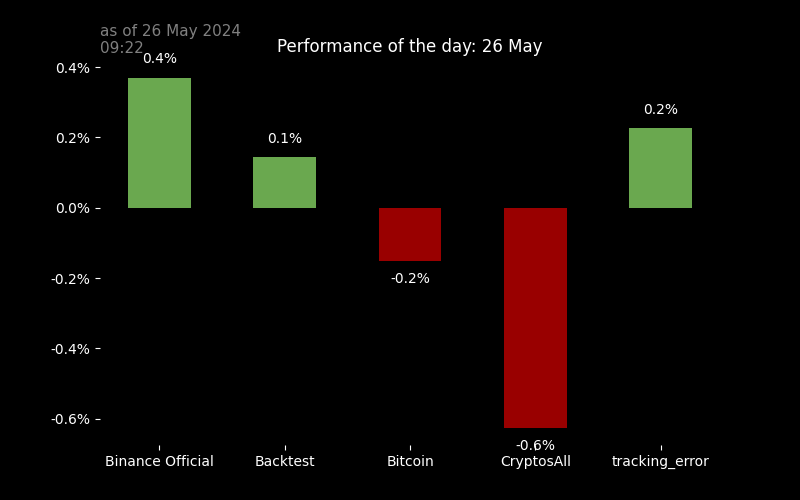 as of 26 May 2024
09:22
Performance of the day: 26 May
0.4%
0.2%
0.0%
-0.2%
-0.4%
-0.6%
0.4%
0.1%
-0.2%
-0.6%
0.2%
Binance Official
Backtest
Bitcoin
CryptosAll
tracking_error